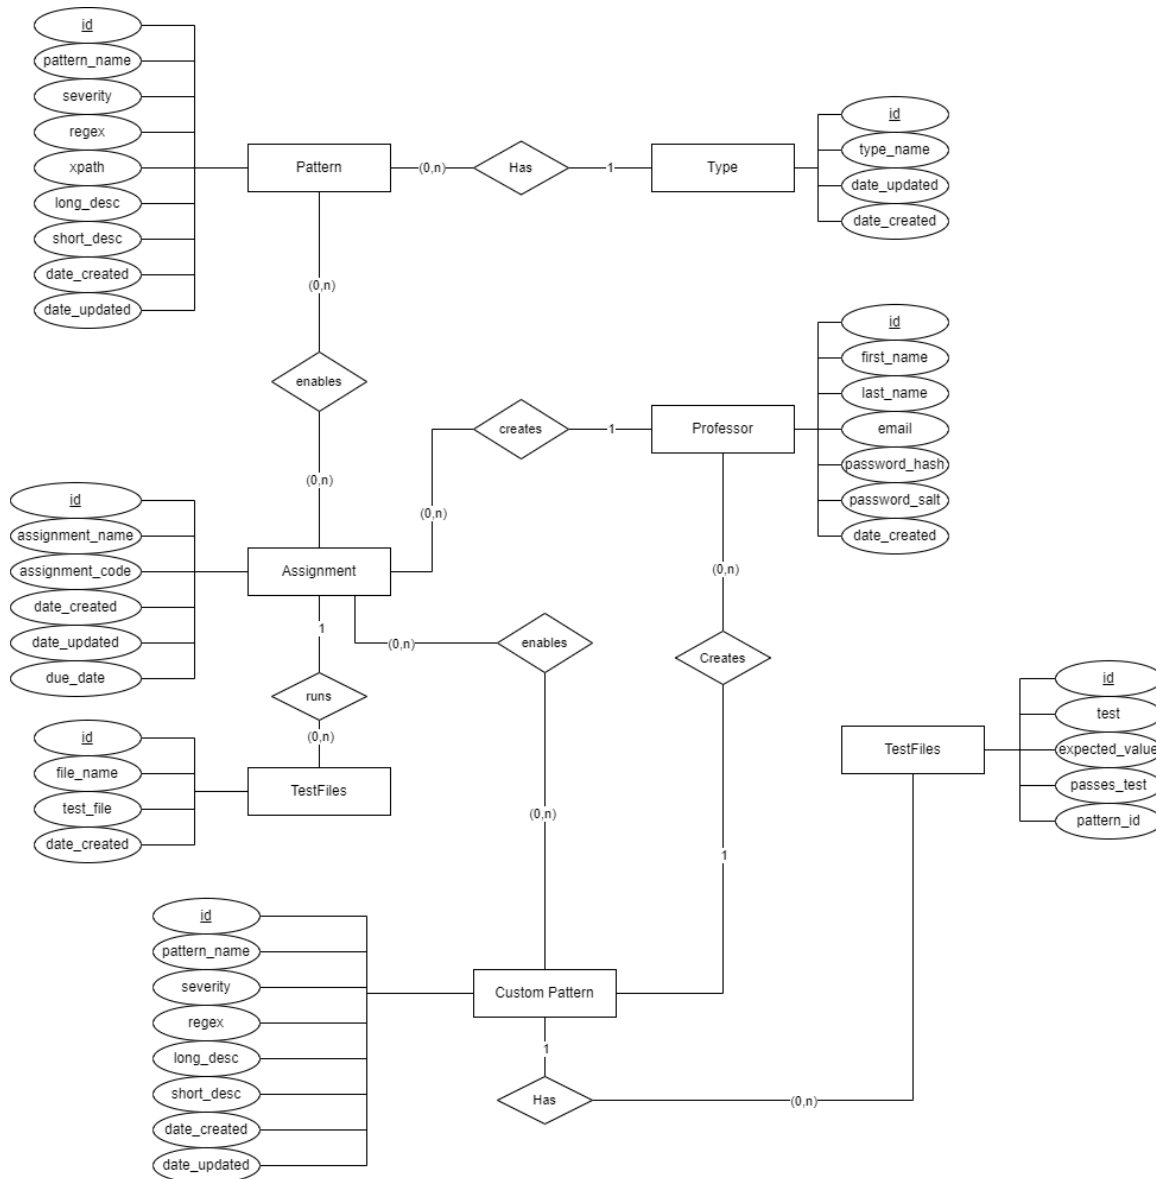 id
pattern_name
severity
regex
xpath
long_desc
short_desc
date_created
date_updated
Pattern
(0,n)
Has
1
Type
id
type_name
date_updated
date_created
(0,n)
enables
(0,n)
creates
1
Professor
id
first_name
last_name
email
password_hash
password_salt
date_created
(0,n)
id
assignment_name
assignment_code
date_created
date_updated
due_date
Assignment
1
runs
(0,n)
(0,n)
enables
(0,n)
(0,n)
Creates
1
id
file_name
test_file
date_created
TestFiles
TestFiles
id
test
expected_value
passes_test
pattern_id
id
pattern_name
severity
regex
long_desc
short_desc
date_created
date_updated
Custom Pattern
1
Has
(0,n)